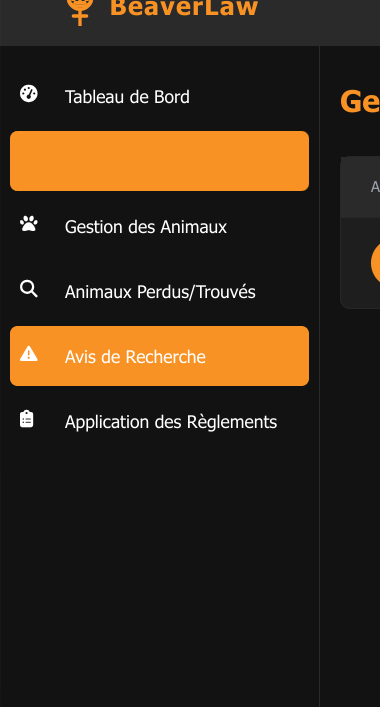 BeaverLaw
Tableau de Bord
Gestion des Animaux
Animaux Perdus/Trouvés
Avis de Recherche
Application des Règlements
Ge
A